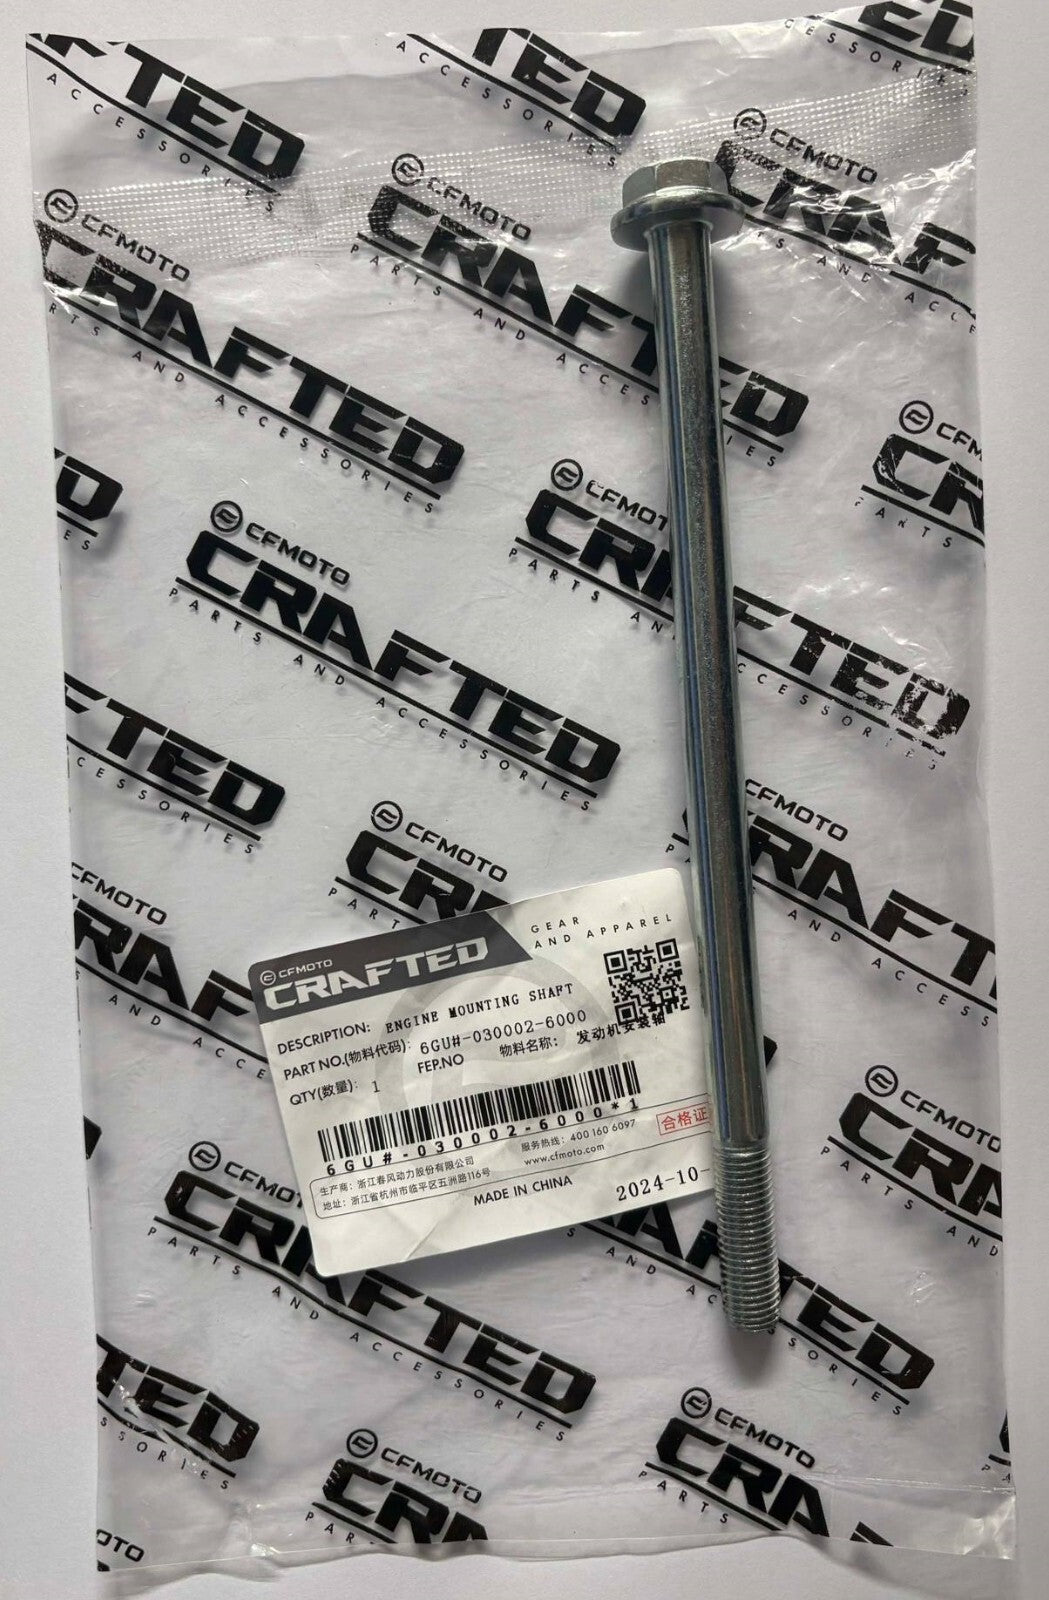 CFMOTO
CRAFTED
GEAR
AND APPAREL
DESCRIPTION: ENGINE MOUNTING SHAFT
PART NO.(物料代码): 6GU#-030002-6000
FEP.NO 物料名称: 发动机安装轴
QTY(数量): 1
6GU#-030002-6000*1
生产商: 浙江春风动力股份有限公司 服务热线: 400 160 6097
地址: 浙江省杭州市临平区五洲路116号 www.cfmoto.com
合格证
MADE IN CHINA 2024-10-
CFMOTO
CRAFTED
PARTS AND ACCESSORIES